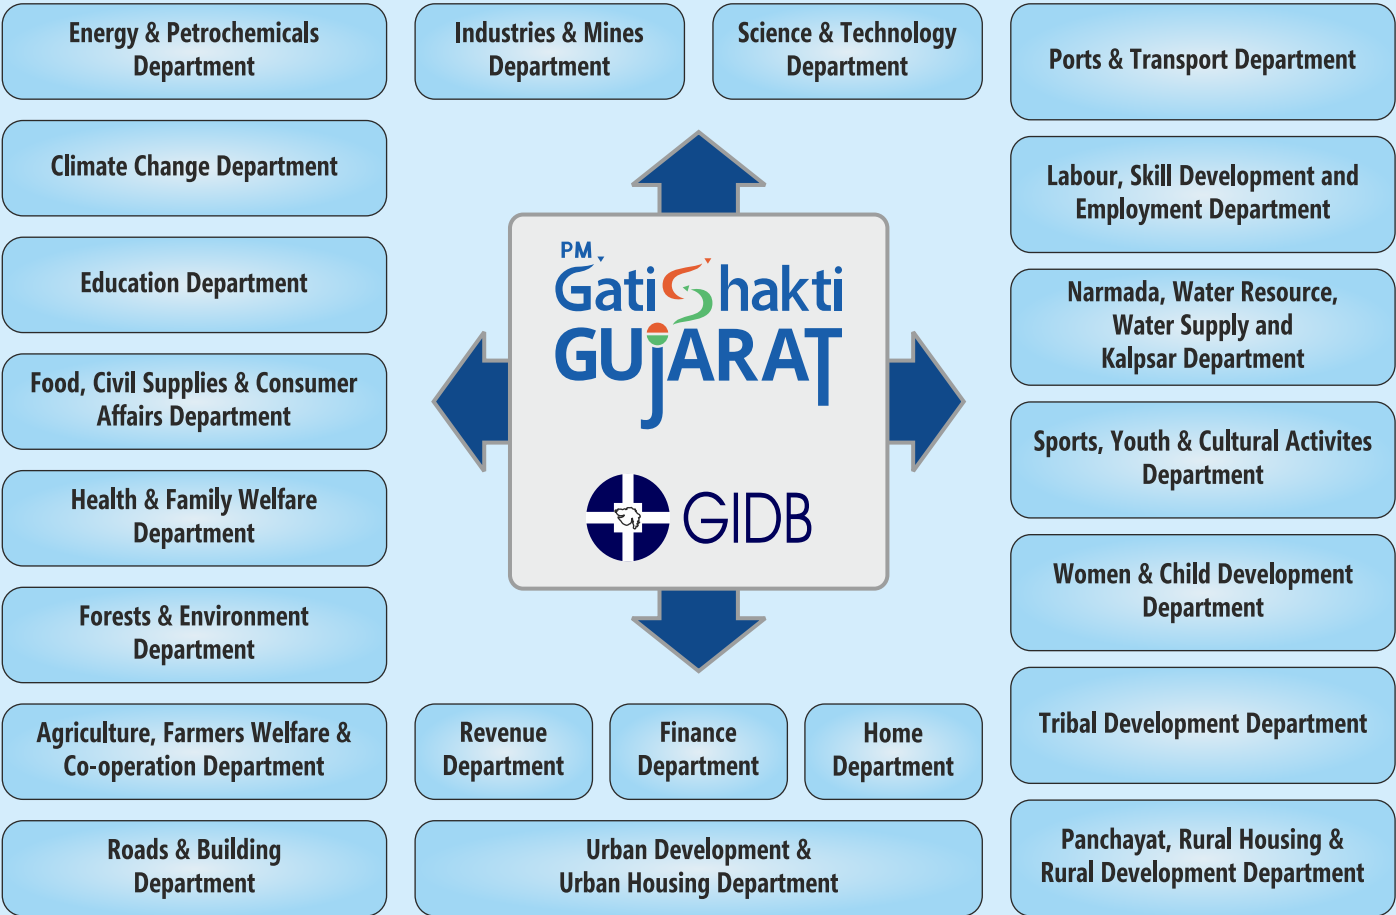 Energy & Petrochemicals
Department
Industries & Mines
Department
Science & Technology
Department
Ports & Transport Department
Climate Change Department
Labour, Skill Development and
Employment Department
Education Department
Narmada, Water Resource,
Water Supply and
Kalpsar Department
PM
GatiShakti
GUjARAT
GIDB
Food, Civil Supplies & Consumer
Affairs Department
Sports, Youth & Cultural Activites
Department
Health & Family Welfare
Department
Women & Child Development
Department
Forests & Environment
Department
Tribal Development Department
Agriculture, Farmers Welfare &
Co-operation Department
Revenue
Department
Finance
Department
Home
Department
Roads & Building
Department
Urban Development &
Urban Housing Department
Panchayat, Rural Housing &
Rural Development Department